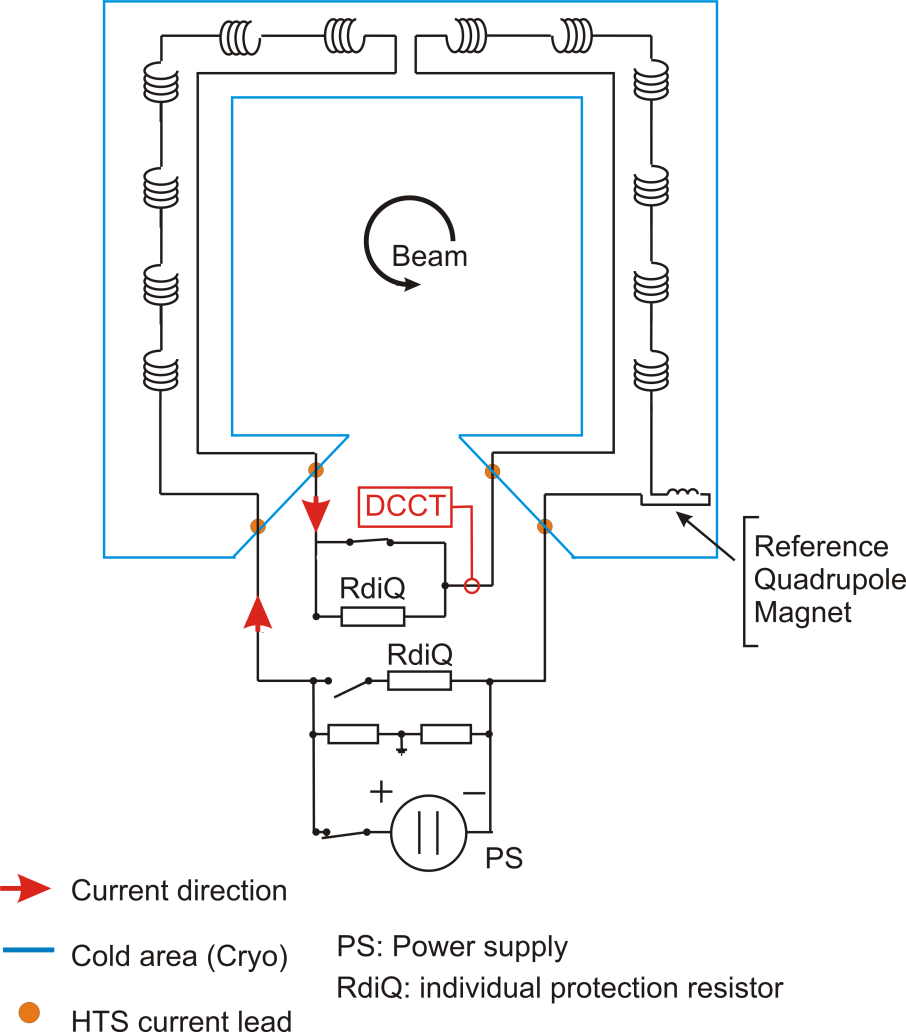 Beam
DCCT
RdiQ
Reference
Quadrupole
Magnet
RdiQ
+ −
PS
Current direction
Cold area (Cryo)
HTS current lead
PS: Power supply
RdiQ: individual protection resistor